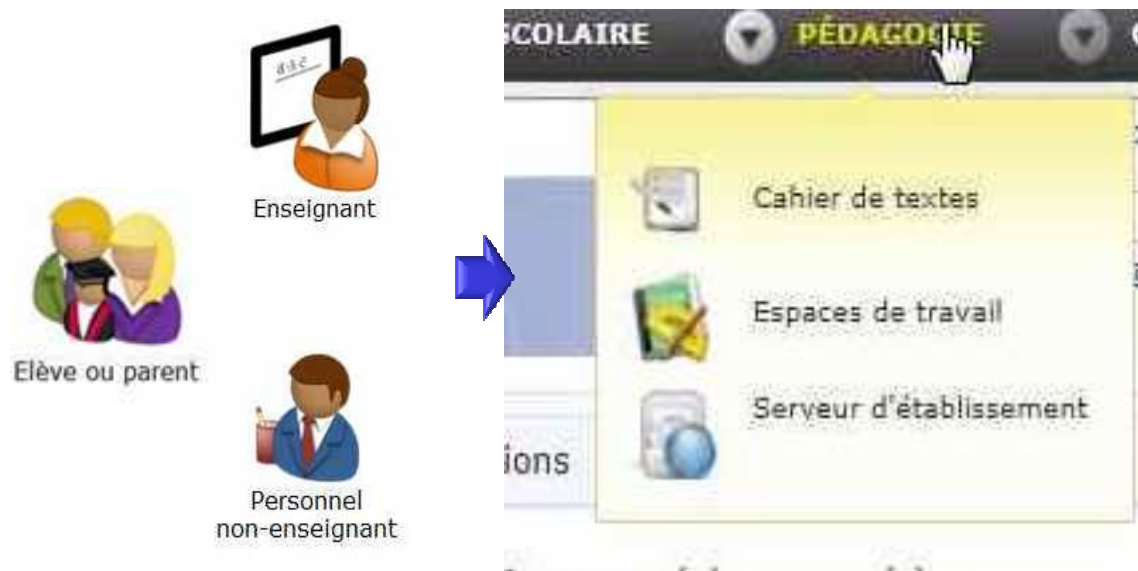 Enseignant
Elève ou parent
Personnel
non-enseignant
SCOLAIRE PÉDAGOGIE
Cahier de textes
Espaces de travail
Serveur d'établissement
ions